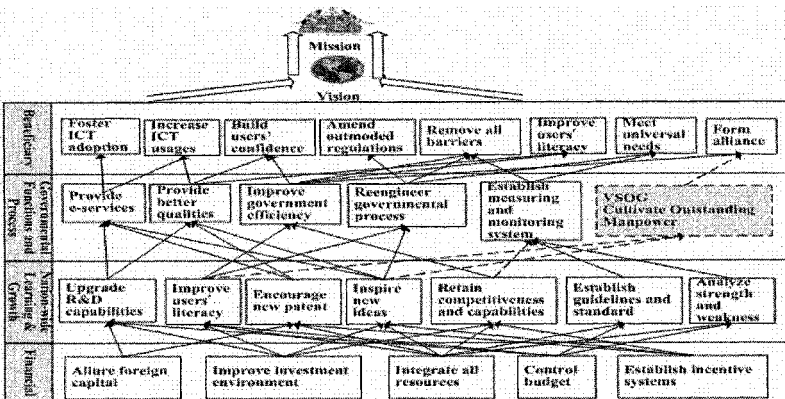 Mission
Vision
Beneficiary
Foster
ICT
adoption
Increase
ICT
usages
Build
users'
confidence
Amend
outmoded
regulations
Remove all
barriers
Improve
users'
literacy
Meet
universal
needs
Form
alliance
Governmental
Functions and
Process
Provide
e-services
Provide
better
qualities
Improve
government
efficiency
Reengineer
governmental
process
Establish
measuring
and
monitoring
system
VSOG
Cultivate Outstanding
Manpower
Nation-wide
Learning &
Growth
Upgrade
R&D
capabilities
Improve
users'
literacy
Encourage
new patent
Inspire
new
ideas
Retain
competitiveness
and capabilities
Establish
guidelines and
standard
Analyze
strength
and
weakness
Financial
Allure foreign
capital
Improve investment
environment
Integrate all
resources
Control
budget
Establish incentive
systems